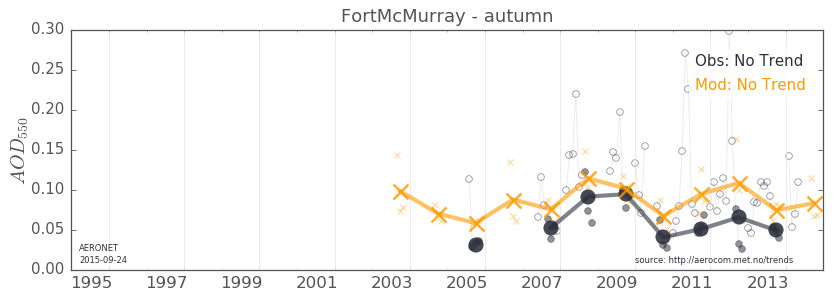 FortMcMurray - autumn
0.30
0.25
0.20
0.15
0.10
0.05
0.00
AOD550
Obs: No Trend
Mod: No Trend
AERONET
2015-09-24
source: http://aerocom.met.no/trends
1995 1997 1999 2001 2003 2005 2007 2009 2010 2011 2013